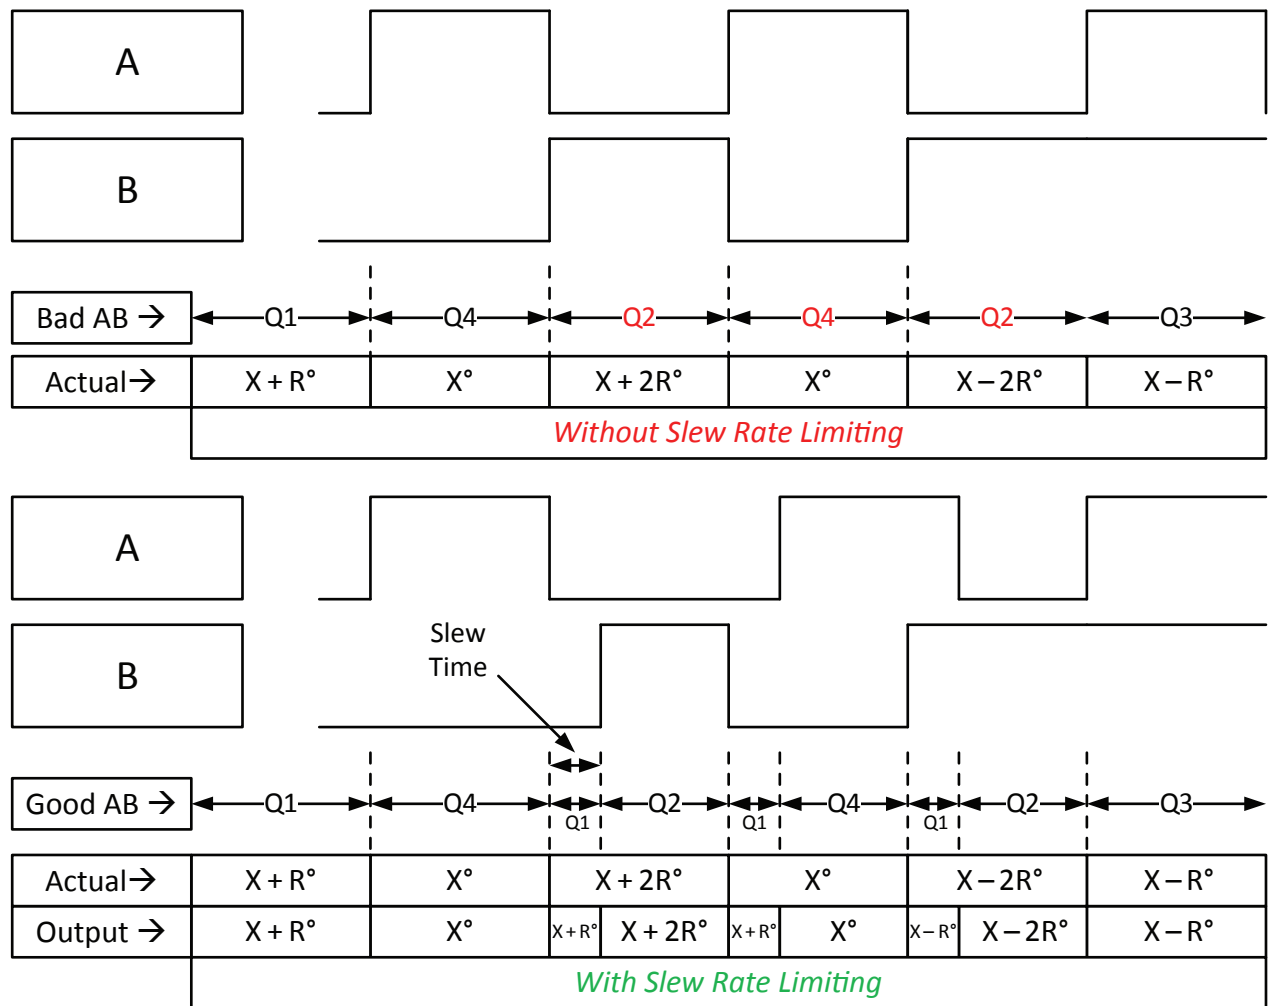 A
B
Bad AB → Q1 Q4 Q2 Q4 Q2 Q3
Actual→ X + R° X° X + 2R° X° X – 2R° X – R°
Without Slew Rate Limiting
A
B
Slew
Time
Good AB → Q1 Q4 Q1 Q2 Q1 Q4 Q1 Q2 Q3
Actual→ X + R° X° X + 2R° X° X – 2R° X – R°
Output → X + R° X° X + R° X + 2R° X + R° X° X – R° X – 2R° X – R°
With Slew Rate Limiting